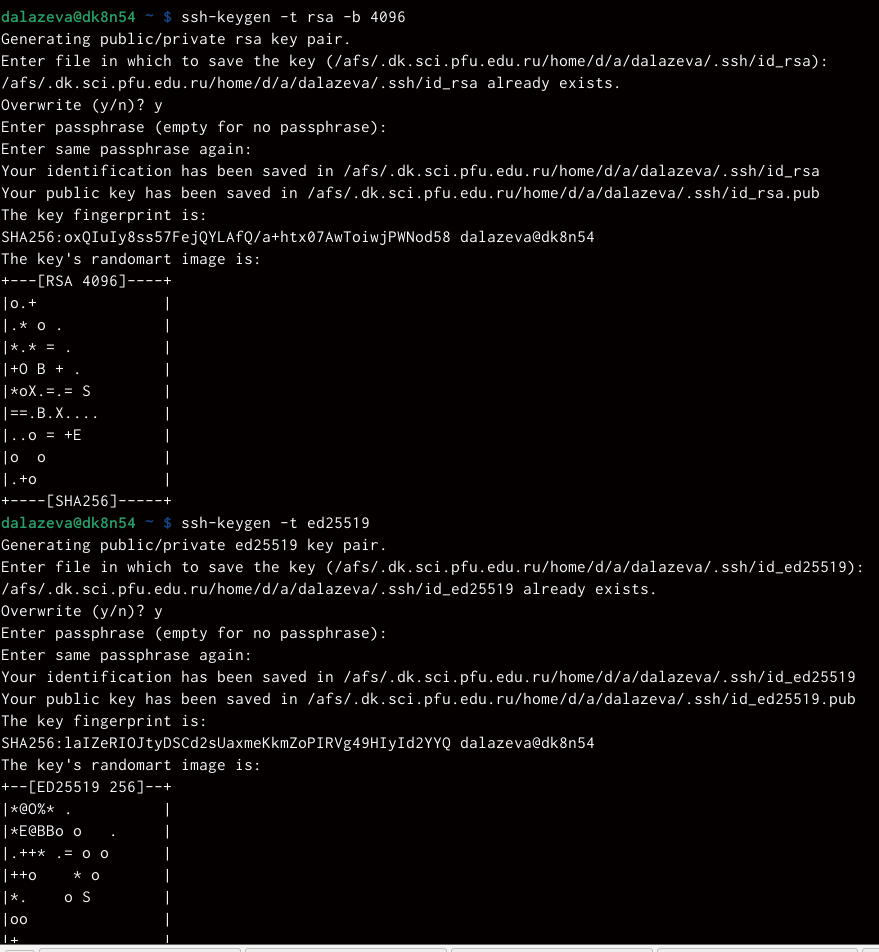 dalazeva@dk8n54 ~ $ ssh-keygen -t rsa -b 4096
Generating public/private rsa key pair.
Enter file in which to save the key (/afs/.dk.sci.pfu.edu.ru/home/d/a/dalazeva/.ssh/id_rsa):
/afs/.dk.sci.pfu.edu.ru/home/d/a/dalazeva/.ssh/id_rsa already exists.
Overwrite (y/n)? y
Enter passphrase (empty for no passphrase):
Enter same passphrase again:
Your identification has been saved in /afs/.dk.sci.pfu.edu.ru/home/d/a/dalazeva/.ssh/id_rsa
Your public key has been saved in /afs/.dk.sci.pfu.edu.ru/home/d/a/dalazeva/.ssh/id_rsa.pub
The key fingerprint is:
SHA256:oxQIuIy8ss57FejQYLAfQ/a+htx07AwToiwjPWNod58 dalazeva@dk8n54
The key's randomart image is:
+---[RSA 4096]----+
|o.+              |
|.* o .           |
|*.* = .          |
|+O B + .         |
|*oX.=.= S        |
|==.B.X....       |
|..o = +E         |
|o  o             |
|.+o              |
+----[SHA256]-----+
dalazeva@dk8n54 ~ $ ssh-keygen -t ed25519
Generating public/private ed25519 key pair.
Enter file in which to save the key (/afs/.dk.sci.pfu.edu.ru/home/d/a/dalazeva/.ssh/id_ed25519):
/afs/.dk.sci.pfu.edu.ru/home/d/a/dalazeva/.ssh/id_ed25519 already exists.
Overwrite (y/n)? y
Enter passphrase (empty for no passphrase):
Enter same passphrase again:
Your identification has been saved in /afs/.dk.sci.pfu.edu.ru/home/d/a/dalazeva/.ssh/id_ed25519
Your public key has been saved in /afs/.dk.sci.pfu.edu.ru/home/d/a/dalazeva/.ssh/id_ed25519.pub
The key fingerprint is:
SHA256:laIZeRIOJtyDSCd2sUaxmeKkmZoPIRVg49HIyId2YYQ dalazeva@dk8n54
The key's randomart image is:
+--[ED25519 256]--+
|*@O%* .          |
|*E@BBo o   .     |
|.++* .= o o      |
|++o    * o       |
|*.    o S        |
|oo               |
|+                |